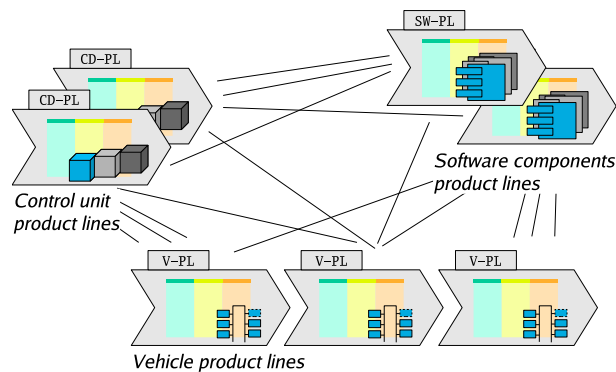 SW-PL
CD-PL
CD-PL
Software components
product lines
Control unit
product lines
V-PL
V-PL
V-PL
Vehicle product lines